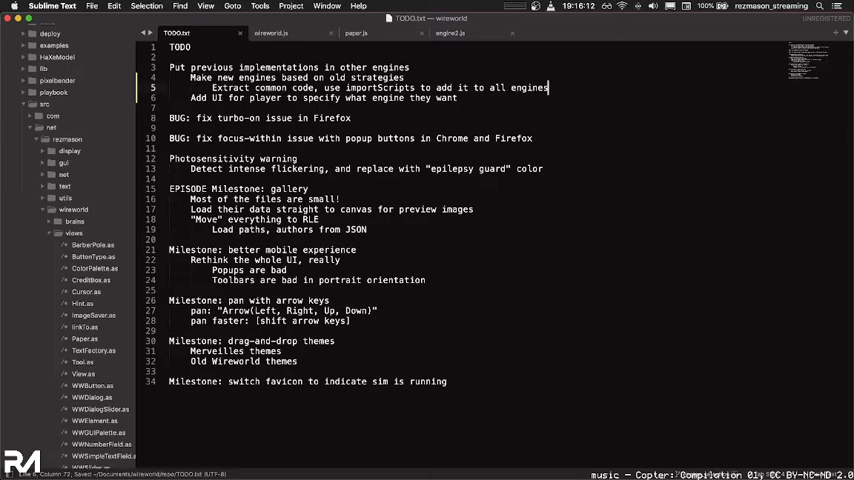 Sublime Text File Edit Selection Find View Goto Tools Project Window Help
100% 19:16:12 rezmason_streaming
TODO.txt — wireworld
UNREGISTERED
deploy
examples
HaXeModel
lib
pixelbender
playbook
src
com
net
rezmason
display
gui
net
text
utils
wireworld
brains
views
BarberPole.as
ButtonType.as
ColorPalette.as
CreditBox.as
Cursor.as
Hint.as
ImageSaver.as
linkTo.as
Paper.as
TextFactory.as
Tool.as
View.as
WWButton.as
WWDialog.as
WWDialogSlider.as
WWElement.as
WWGUIPalette.as
WWNumberField.as
WWSimpleTextField.as
WWSlider.as
TODO.txt wireworld.js paper.js engine2.js
1 TODO
2
3 Put previous implementations in other engines
4 Make new engines based on old strategies
5 Extract common code, use importScripts to add it to all engines
6 Add UI for player to specify what engine they want
7
8 BUG: fix turbo-on issue in Firefox
9
10 BUG: fix focus-within issue with popup buttons in Chrome and Firefox
11
12 Photosensitivity warning
13 Detect intense flickering, and replace with "epilepsy guard" color
14
15 EPISODE Milestone: gallery
16 Most of the files are small!
17 Load their data straight to canvas for preview images
18 "Move" everything to RLE
19 Load paths, authors from JSON
20
21 Milestone: better mobile experience
22 Rethink the whole UI, really
23 Popups are bad
24 Toolbars are bad in portrait orientation
25
26 Milestone: pan with arrow keys
27 pan: "Arrow(Left, Right, Up, Down)"
28 pan faster: [shift arrow keys]
29
30 Milestone: drag-and-drop themes
31 Merveilles themes
32 Old Wireworld themes
33
34 Milestone: switch favicon to indicate sim is running
RM
Column 72; Saved ~/Documents/wireworld/repo/TODO.txt (UTF-8)
music - Copter: Compilation 01, CC BY-NC-ND 2.0